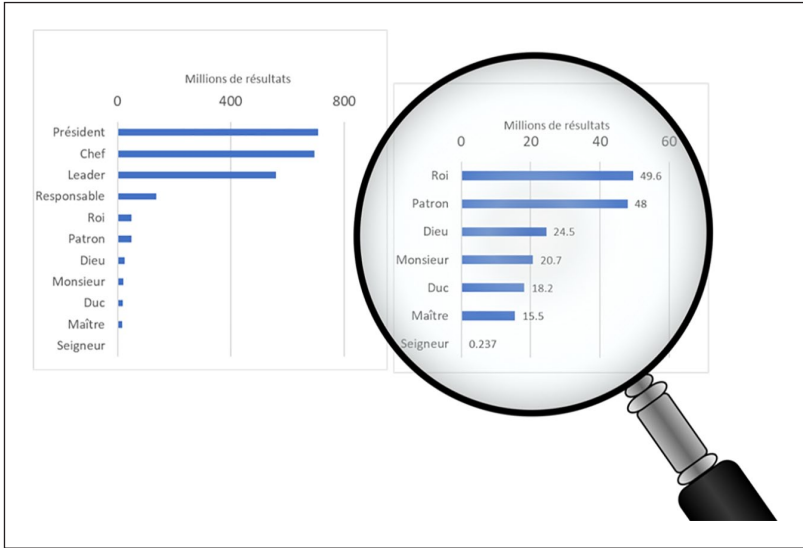 Millions de résultats
0 400 800
Président
Chef
Leader
Responsable
Roi
Patron
Dieu
Monsieur
Duc
Maître
Seigneur
Millions de résultats
0 20 40 60
Roi 49.6
Patron 48
Dieu 24.5
Monsieur 20.7
Duc 18.2
Maître 15.5
Seigneur 0.237